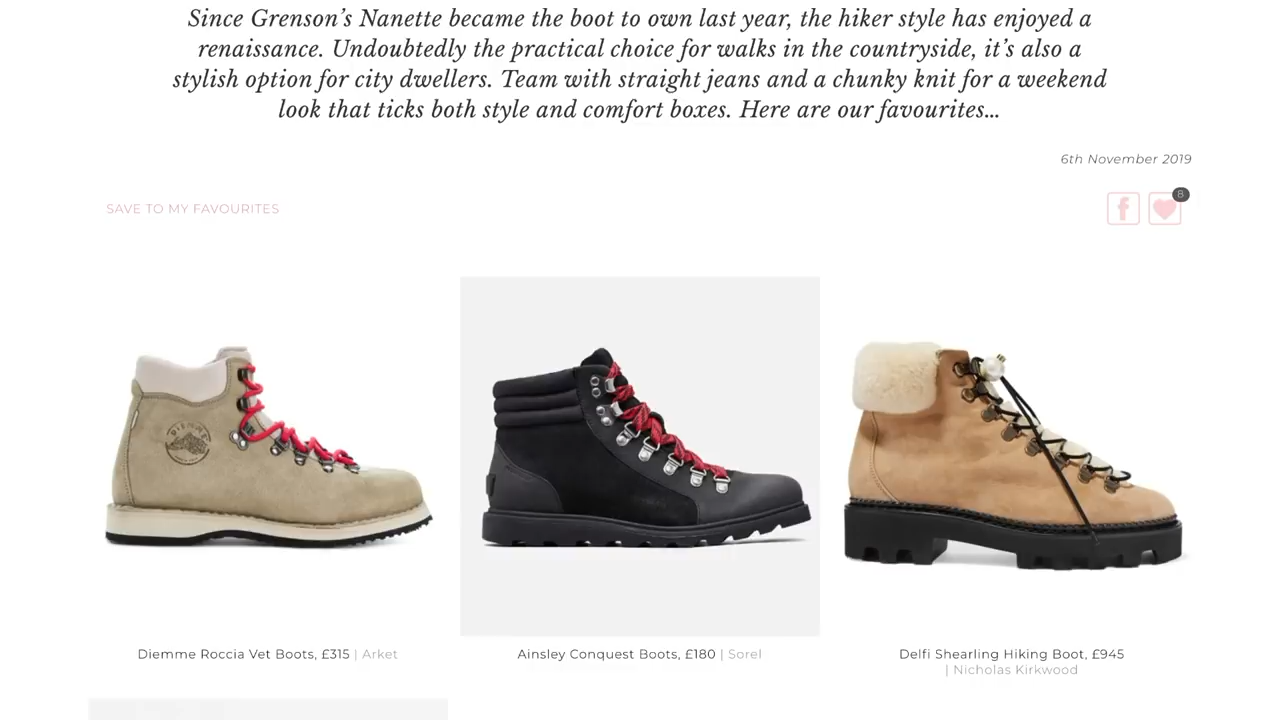 Since Grenson’s Nanette became the boot to own last year, the hiker style has enjoyed a
renaissance. Undoubtedly the practical choice for walks in the countryside, it’s also a
stylish option for city dwellers. Team with straight jeans and a chunky knit for a weekend
look that ticks both style and comfort boxes. Here are our favourites...
6th November 2019
SAVE TO MY FAVOURITES
f
8
DIEMME
Diemme Roccia Vet Boots, £315 | Arket
Ainsley Conquest Boots, £180 | Sorel
Delfi Shearling Hiking Boot, £945
| Nicholas Kirkwood